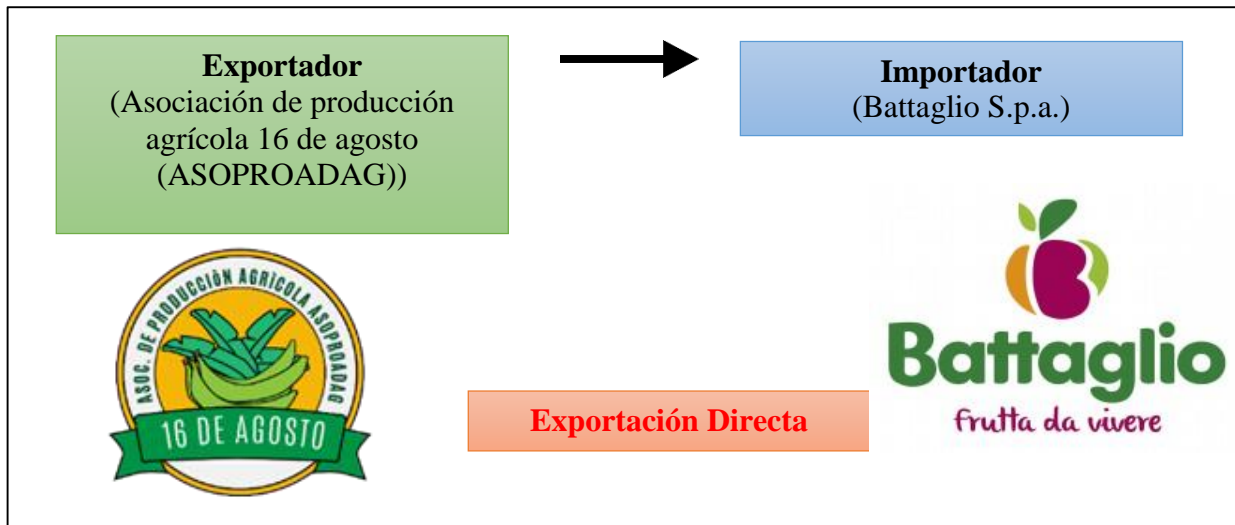 Exportador
(Asociación de producción
agrícola 16 de agosto
(ASOPROADAG))
Importador
(Battaglio S.p.a.)
ASOC. DE PRODUCCIÒN AGRÍCOLA ASOPROADAG
16 DE AGOSTO
Battaglio
frutta da vivere
Exportación Directa